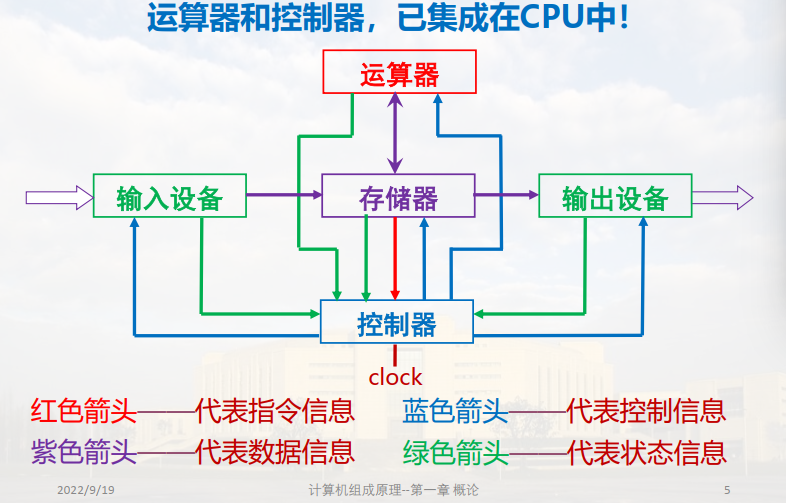 运算器和控制器，已集成在CPU中！
运算器
输入设备
存储器
输出设备
控制器
clock
红色箭头——代表指令信息
蓝色箭头——代表控制信息
紫色箭头——代表数据信息
绿色箭头——代表状态信息
2022/9/19
计算机组成原理--第一章 概论
5